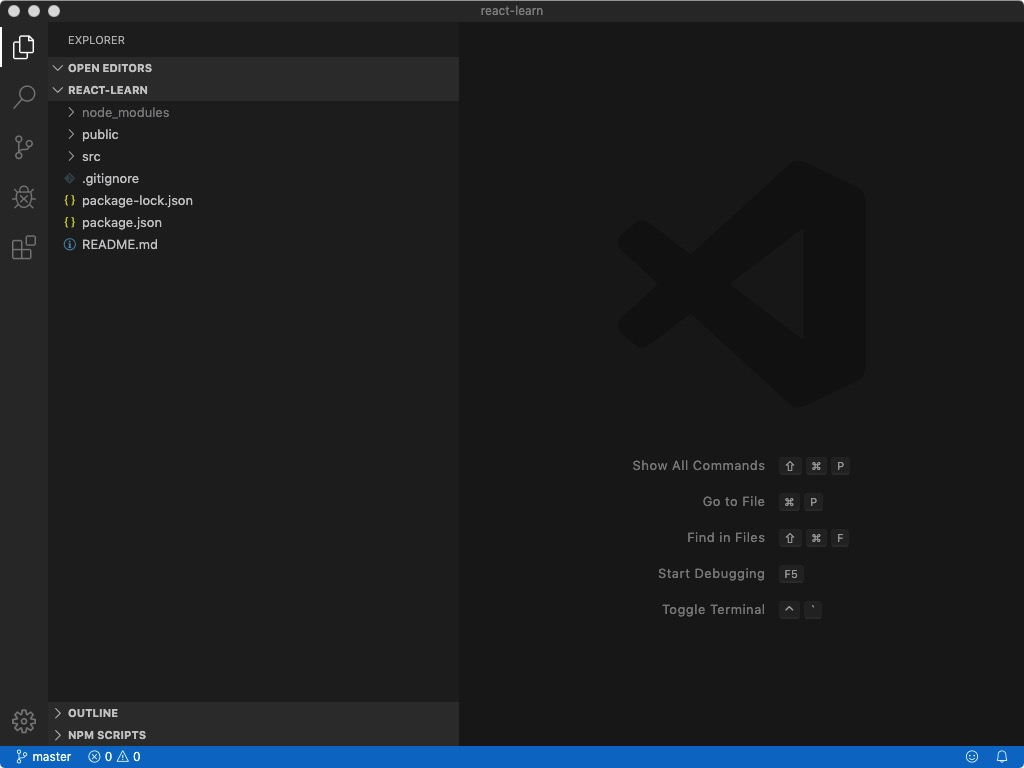 react-learn
EXPLORER
OPEN EDITORS
REACT-LEARN
node_modules
public
src
.gitignore
package-lock.json
package.json
README.md
OUTLINE
NPM SCRIPTS
Show All Commands ⇧ ⌘ P
Go to File ⌘ P
Find in Files ⇧ ⌘ F
Start Debugging F5
Toggle Terminal ^ `
master 0 0